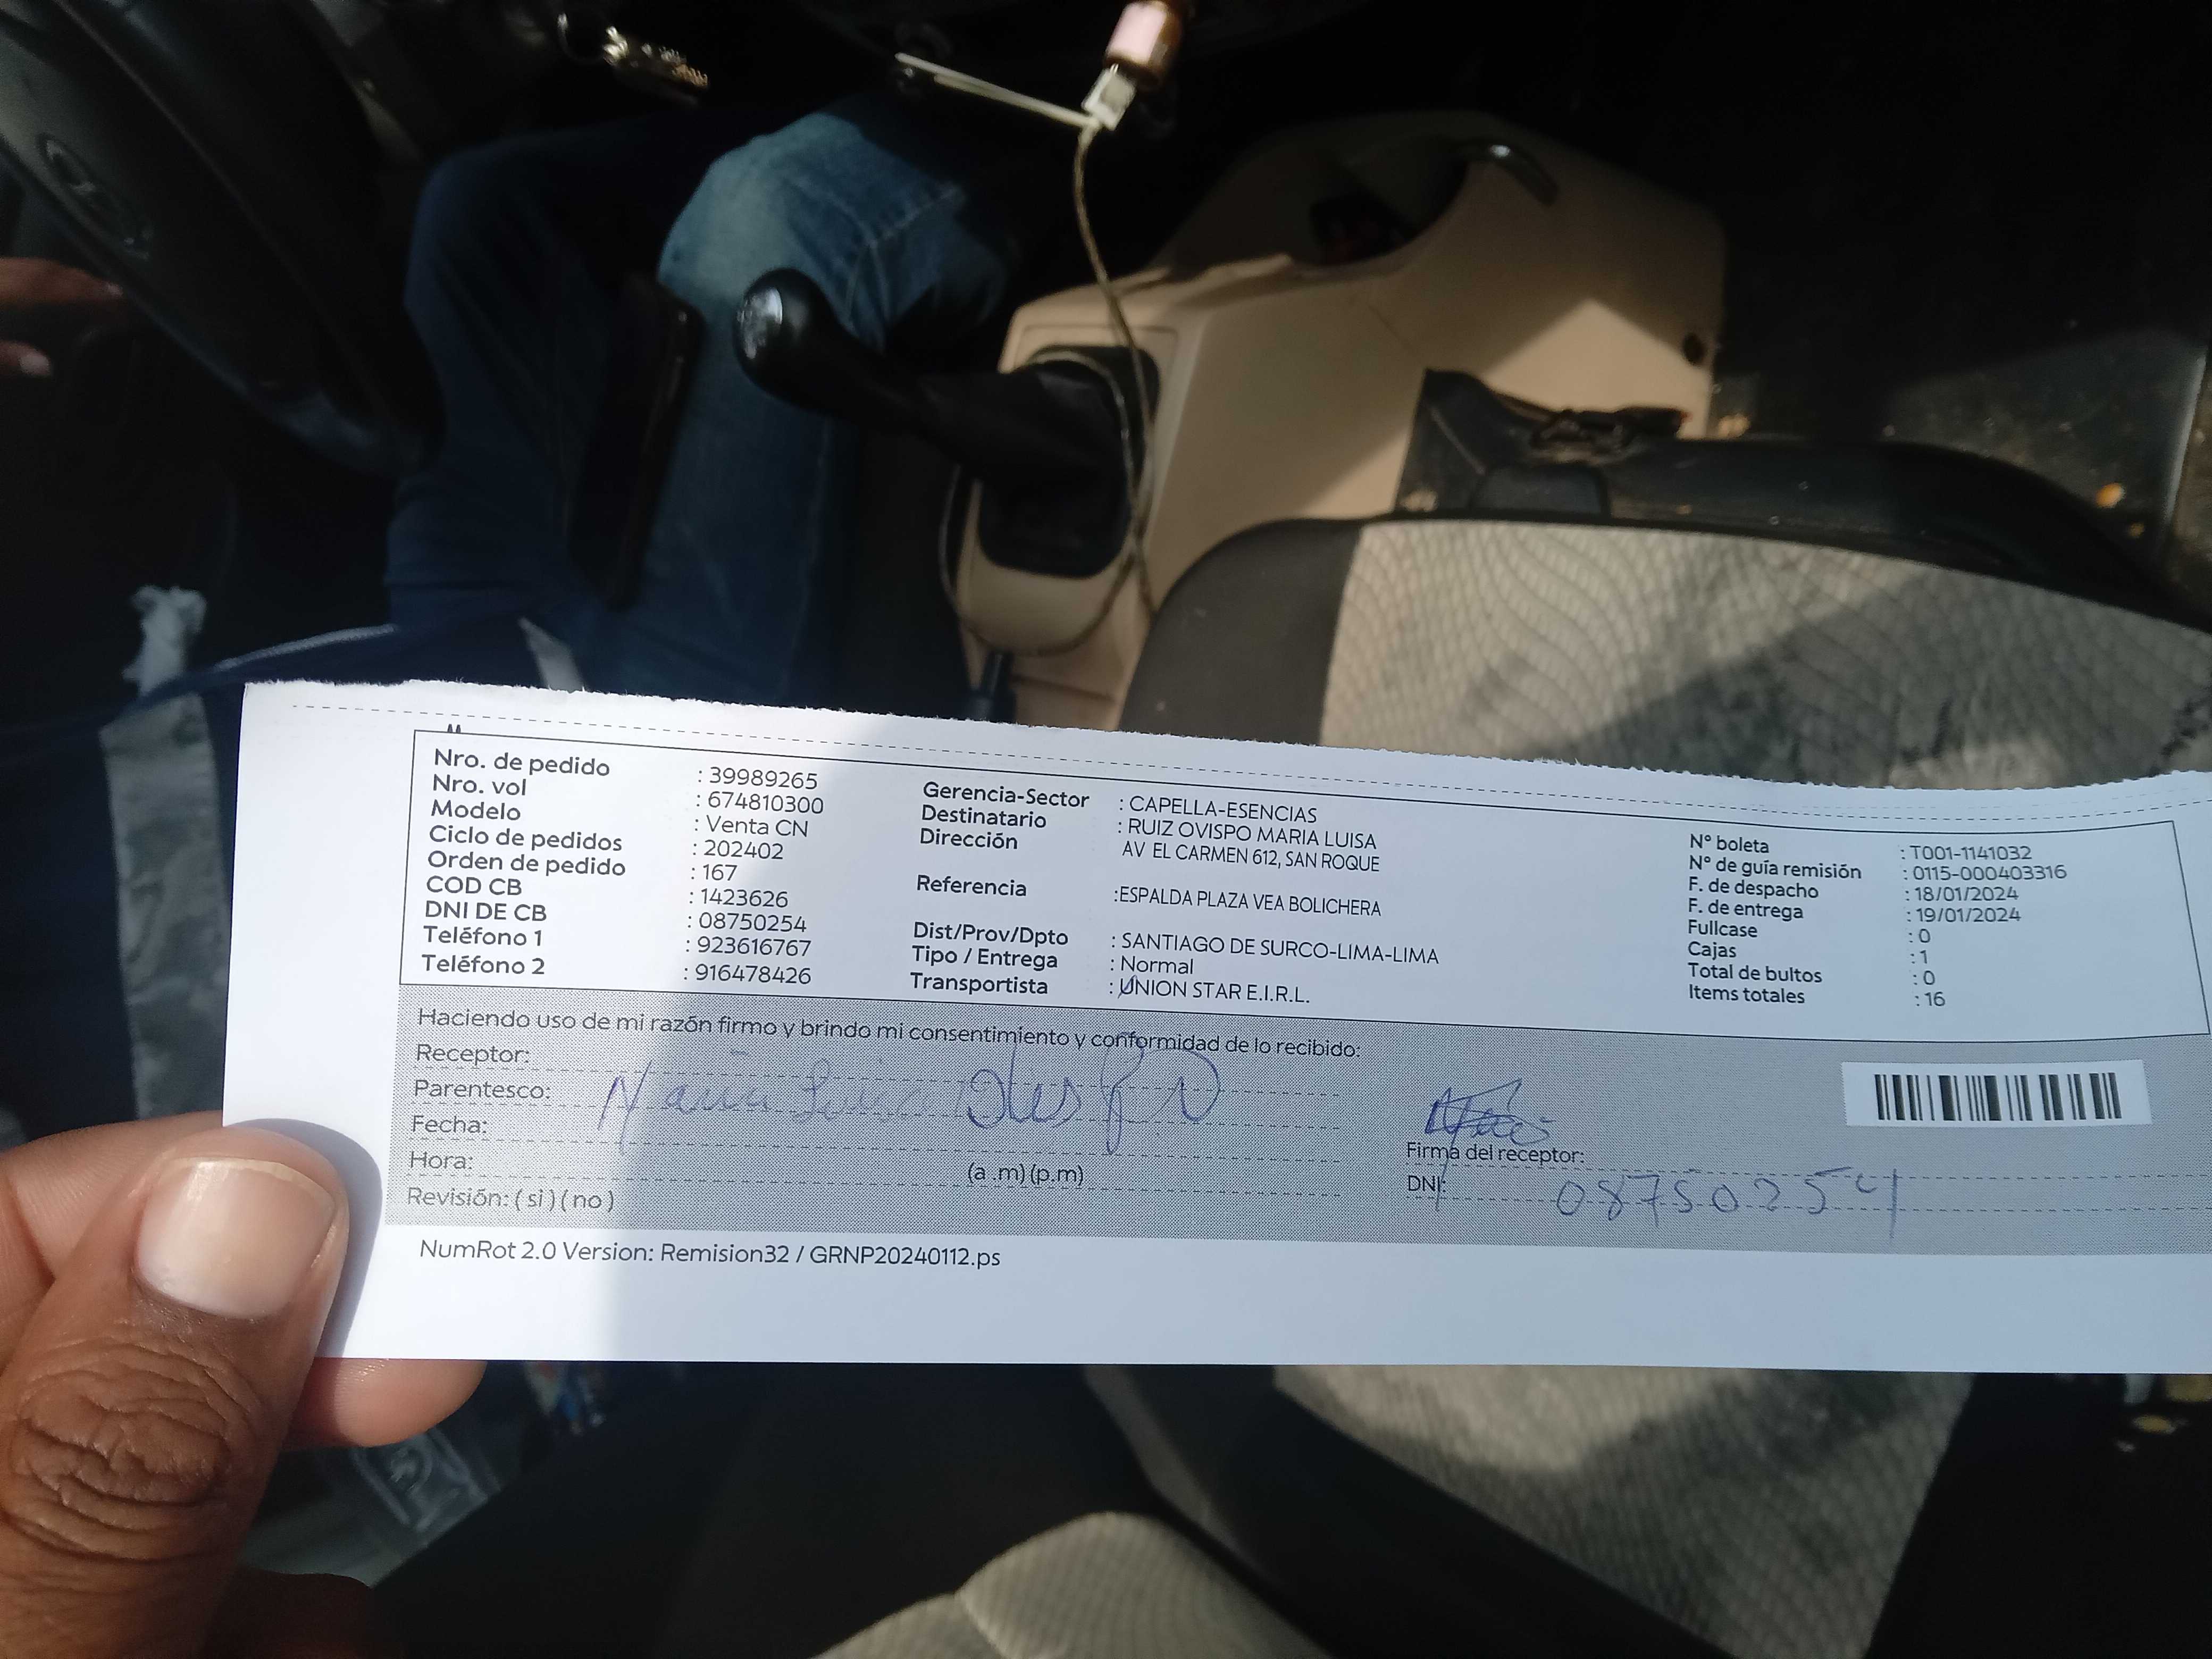 Nro. de pedido : 39989265
Nro. vol : 674810300
Modelo : Venta CN
Ciclo de pedidos : 202402
Orden de pedido : 167
COD CB : 1423626
DNI DE CB : 08750254
Teléfono 1 : 923616767
Teléfono 2 : 916478426
Gerencia-Sector : CAPELLA-ESENCIAS
Destinatario : RUIZ OVISPO MARIA LUISA
Dirección AV EL CARMEN 612, SAN ROQUE
Referencia :ESPALDA PLAZA VEA BOLICHERA
Dist/Prov/Dpto : SANTIAGO DE SURCO-LIMA-LIMA
Tipo / Entrega : Normal
Transportista : UNION STAR E.I.R.L.
N° boleta : T001-1141032
N° de guía remisión : 0115-000403316
F. de despacho : 18/01/2024
F. de entrega : 19/01/2024
Fullcase : 0
Cajas : 1
Total de bultos : 0
Items totales : 16
Haciendo uso de mi razón firmo y brindo mi consentimiento y conformidad de lo recibido:
Receptor:
Parentesco: Maria Luisa
Fecha:
Hora: (a .m) (p.m)
Revisión: ( si ) ( no )
Firma del receptor:
DNI: 08750254
NumRot 2.0 Version: Remision32 / GRNP20240112.ps